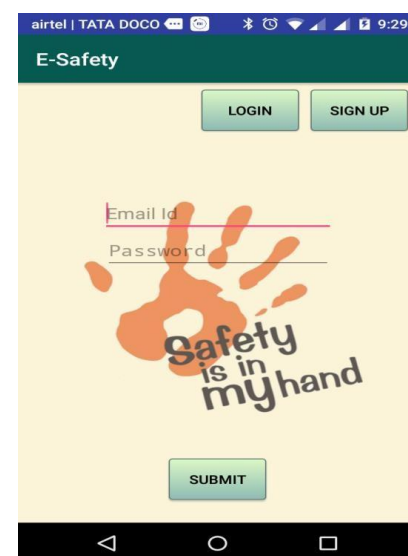 airtel | TATA DOCO 9:29
E-Safety
LOGIN SIGN UP
Email Id
Password
Safety
is in
my hand
SUBMIT